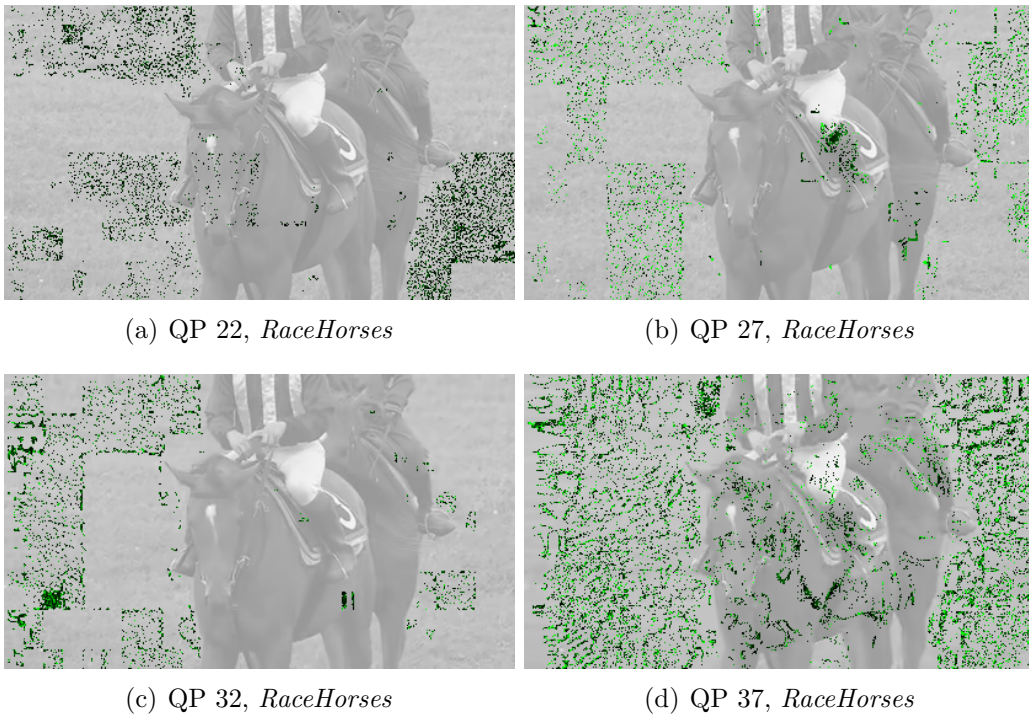 (a) QP 22, RaceHorses
(b) QP 27, RaceHorses
(c) QP 32, RaceHorses
(d) QP 37, RaceHorses